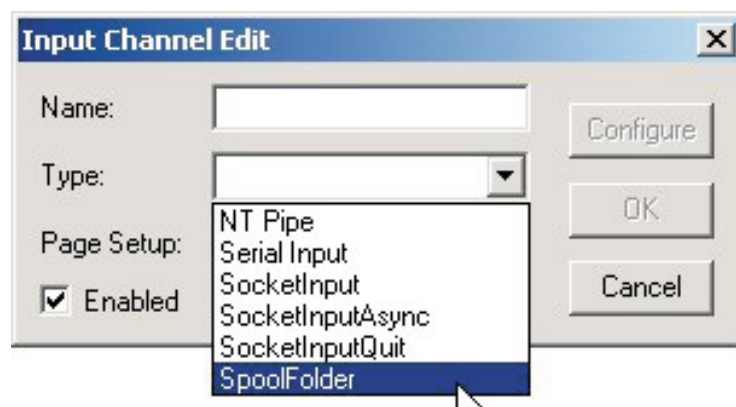 Input Channel Edit
Name:
Configure
Type:
OK
NT Pipe
Page Setup:
Serial Input
SocketInput
Cancel
Enabled
SocketInputAsync
SocketInputQuit
SpoolFolder